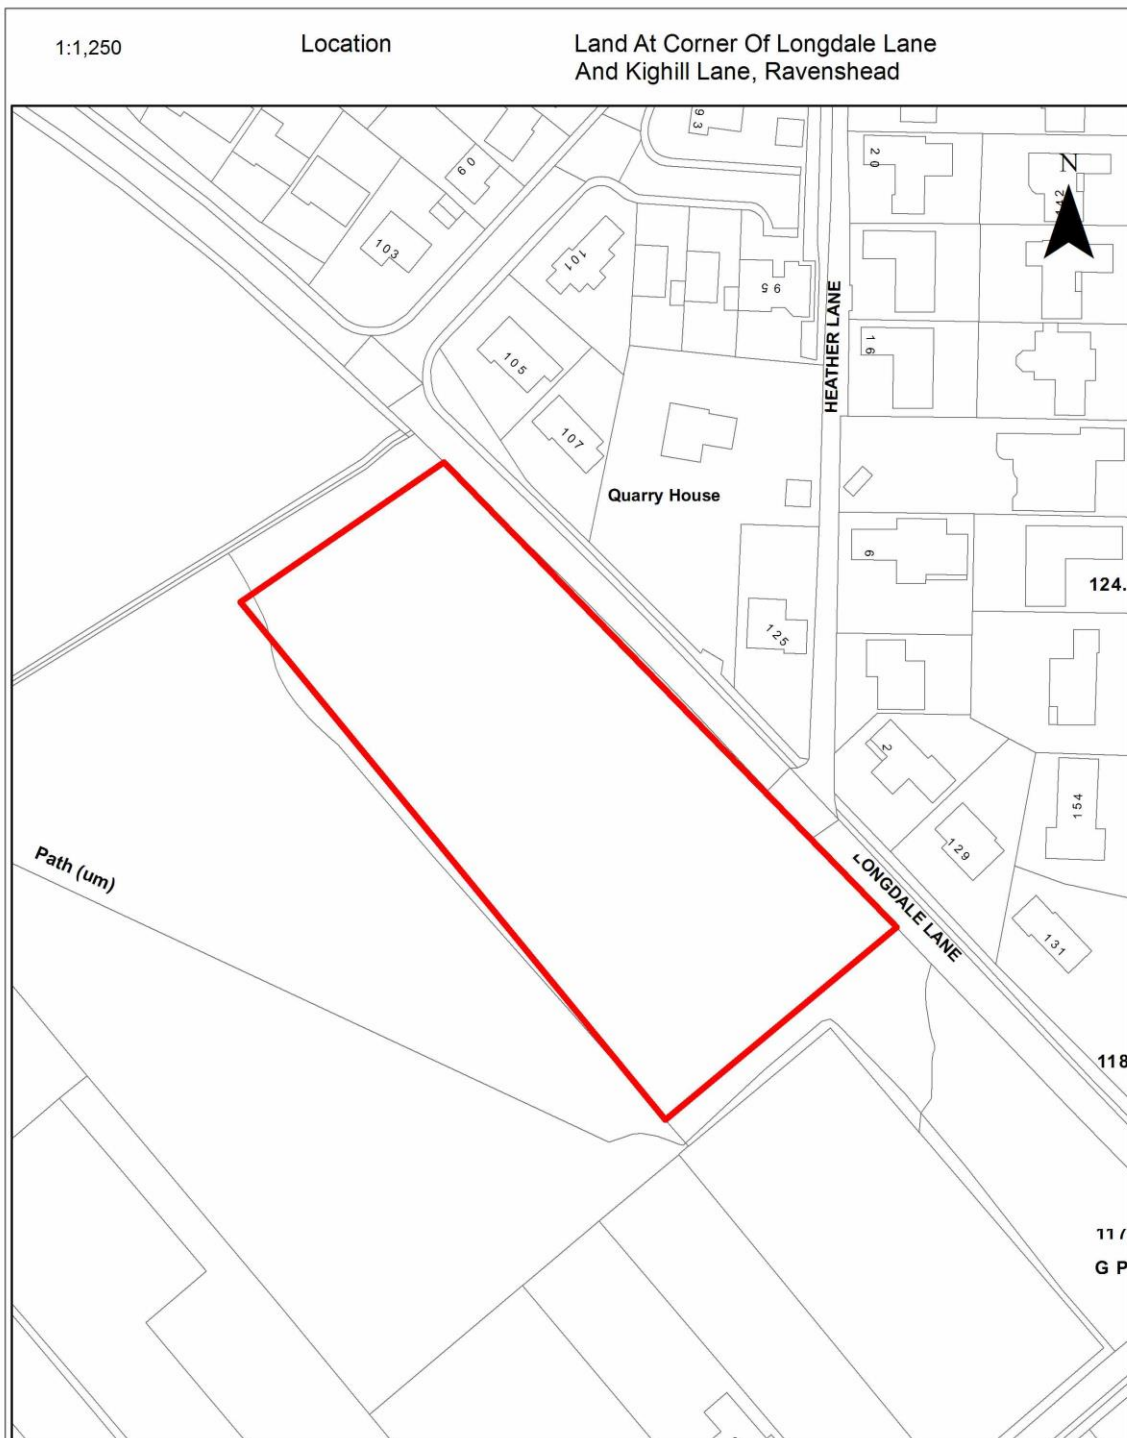 1:1,250
Location
Land At Corner Of Longdale Lane
And Kighill Lane, Ravenshead
93
20
N
142
60
103
101
95
HEATHER LANE
16
105
107
Quarry House
6
124.
125
2
154
129
Path (um)
LONGDALE LANE
131
118
G P